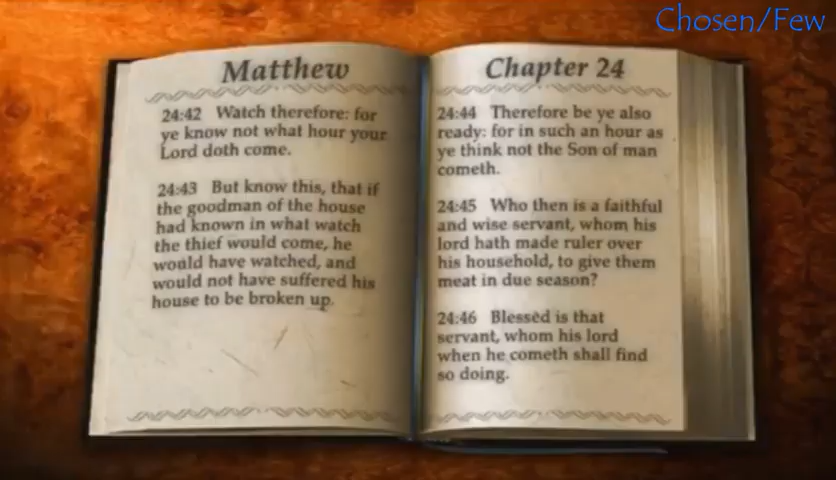 Chosen/Few
Matthew
24:42 Watch therefore: for
ye know not what hour your
Lord doth come.
24:43 But know this, that if
the goodman of the house
had known in what watch
the thief would come, he
would have watched, and
would not have suffered his
house to be broken up.
Chapter 24
24:44 Therefore be ye also
ready: for in such an hour as
ye think not the Son of man
cometh.
24:45 Who then is a faithful
and wise servant, whom his
lord hath made ruler over
his household, to give them
meat in due season?
24:46 Blessed is that
servant, whom his lord
when he cometh shall find
so doing.